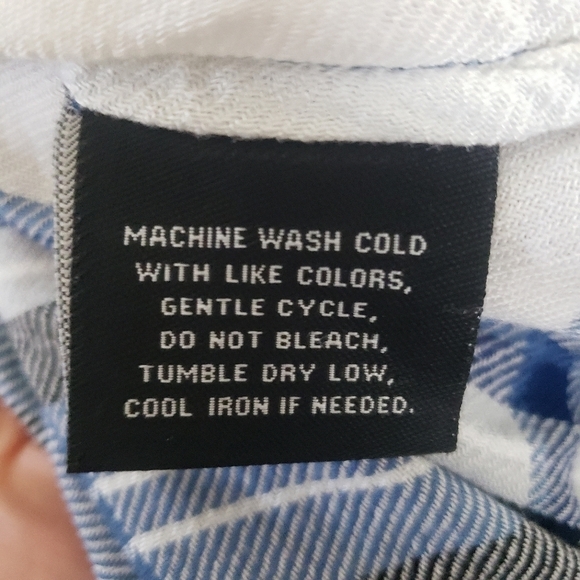 MACHINE WASH COLD
WITH LIKE COLORS,
GENTLE CYCLE,
DO NOT BLEACH,
TUMBLE DRY LOW,
COOL IRON IF NEEDED.